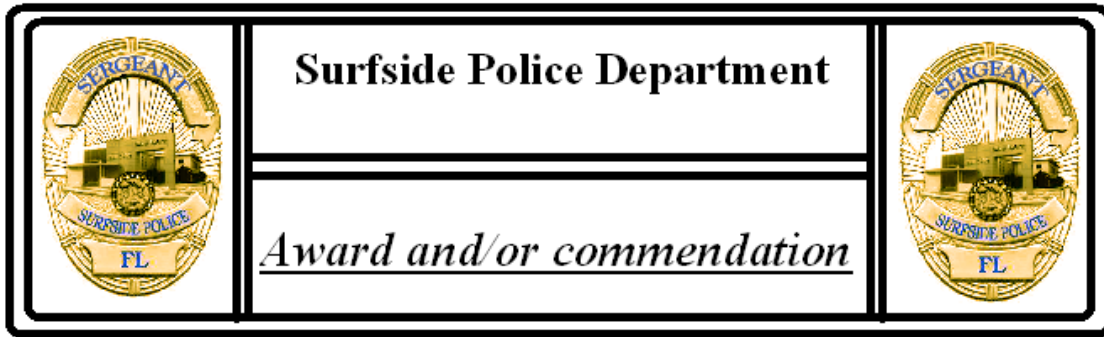 SERGEANT
SURFSIDE POLICE
FL
Surfside Police Department
Award and/or commendation
SERGEANT
SURFSIDE POLICE
FL